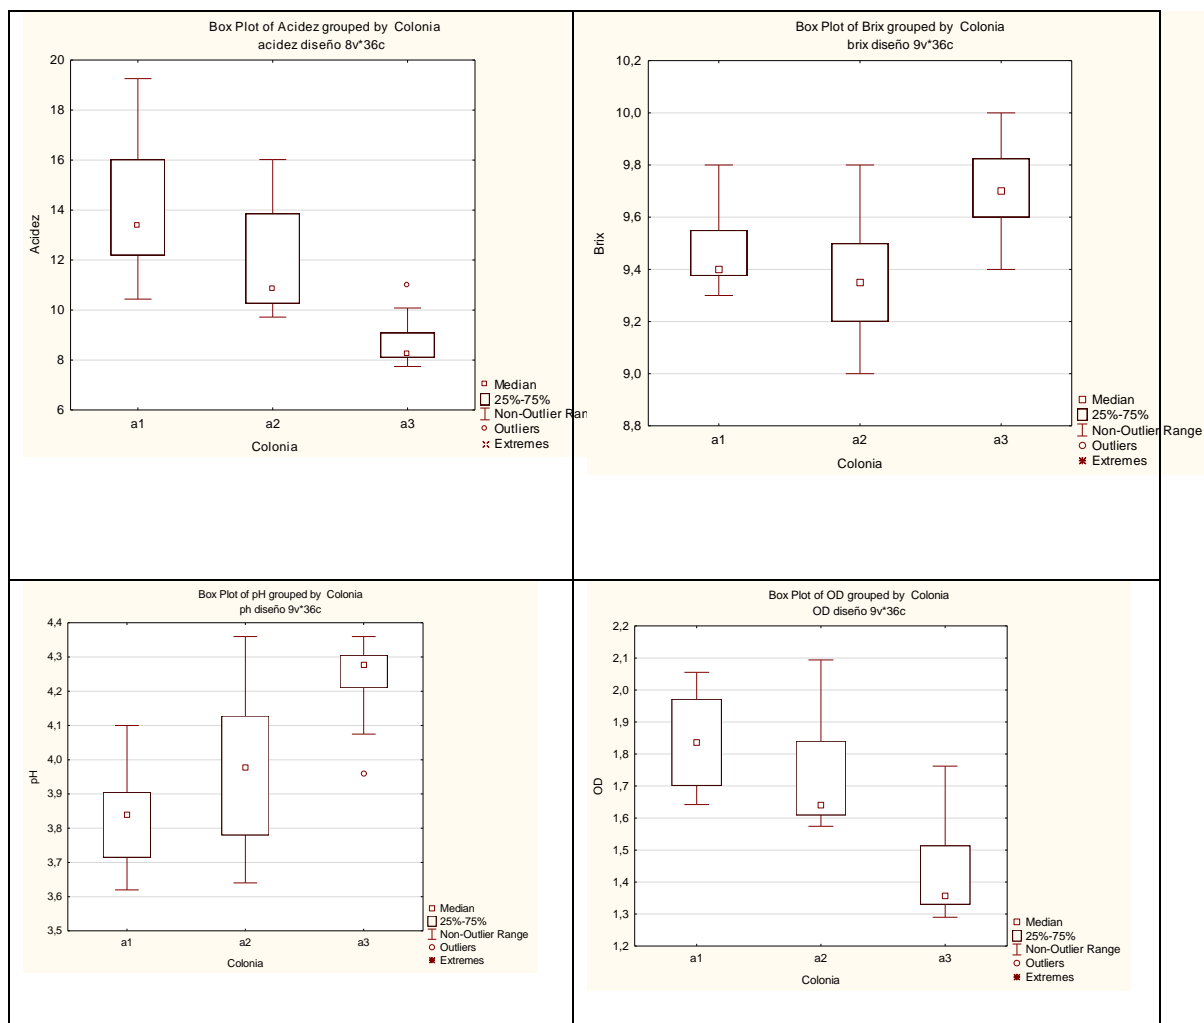 Box Plot of Acidez grouped by Colonia
acidez diseño 8v*36c
20
18
16
14
12
10
8
6
Acidez
a1 a2 a3
Colonia
Median
25%-75%
Non-Outlier Ran
Outliers
Extremes
Box Plot of Brix grouped by Colonia
brix diseño 9v*36c
10,2
10,0
9,8
9,6
9,4
9,2
9,0
8,8
Brix
a1 a2 a3
Colonia
Median
25%-75%
Non-Outlier Range
Outliers
Extremes
Box Plot of pH grouped by Colonia
ph diseño 9v*36c
4,4
4,3
4,2
4,1
4,0
3,9
3,8
3,7
3,6
3,5
pH
a1 a2 a3
Colonia
Median
25%-75%
Non-Outlier Range
Outliers
Extremes
Box Plot of OD grouped by Colonia
OD diseño 9v*36c
2,2
2,1
2,0
1,9
1,8
1,7
1,6
1,5
1,4
1,3
1,2
OD
a1 a2 a3
Colonia
Median
25%-75%
Non-Outlier Range
Outliers
Extremes